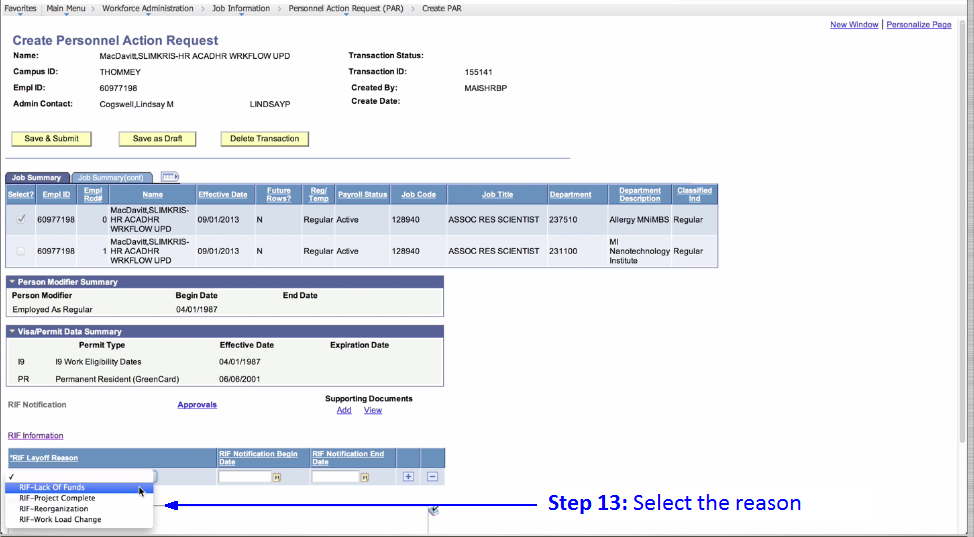 Favorites Main Menu > Workforce Administration > Job Information > Personnel Action Request (PAR) > Create PAR
New Window | Personalize Page
Create Personnel Action Request
Name: MacDavitt,SLIMKRIS-HR ACADHR WRKFLOW UPD Transaction Status:
Campus ID: THOMMEY Transaction ID: 155141
Empl ID: 60977198 Created By: MAISHRBP
Admin Contact: Cogswell,Lindsay M LINDSAYP Create Date:
Save & Submit Save as Draft Delete Transaction
Job Summary Job Summary(cont)
Select? Empl ID Empl Rcd# Name Effective Date Future Rows? Reg/Temp Payroll Status Job Code Job Title Department Department Description Classified Ind
60977198 0 MacDavitt,SLIMKRIS-HR ACADHR WRKFLOW UPD 09/01/2013 N Regular Active 128940 ASSOC RES SCIENTIST 237510 Allergy MNiMBS Regular
60977198 1 MacDavitt,SLIMKRIS-HR ACADHR WRKFLOW UPD 09/01/2013 N Regular Active 128940 ASSOC RES SCIENTIST 231100 MI Nanotechnology Institute Regular
Person Modifier Summary
Person Modifier Begin Date End Date
Employed As Regular 04/01/1987
Visa/Permit Data Summary
Permit Type Effective Date Expiration Date
I9 I9 Work Eligibility Dates 04/01/1987
PR Permanent Resident (GreenCard) 06/06/2001
RIF Notification Approvals Supporting Documents
Add View
RIF Information
*RIF Layoff Reason RIF Notification Begin Date RIF Notification End Date
RIF-Lack Of Funds
RIF-Project Complete
RIF-Reorganization
RIF-Work Load Change
Step 13: Select the reason